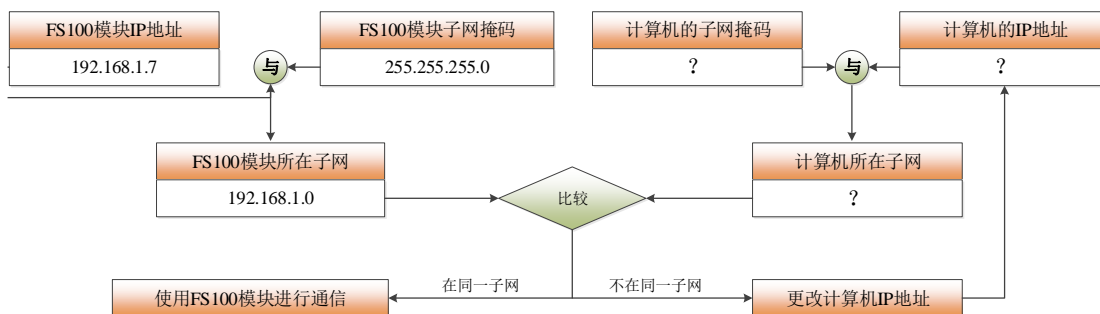 FS100模块IP地址
192.168.1.7
与
FS100模块子网掩码
255.255.255.0
计算机的子网掩码
？
与
计算机的IP地址
？
FS100模块所在子网
192.168.1.0
比较
计算机所在子网
？
在同一子网
不在同一子网
使用FS100模块进行通信
更改计算机IP地址